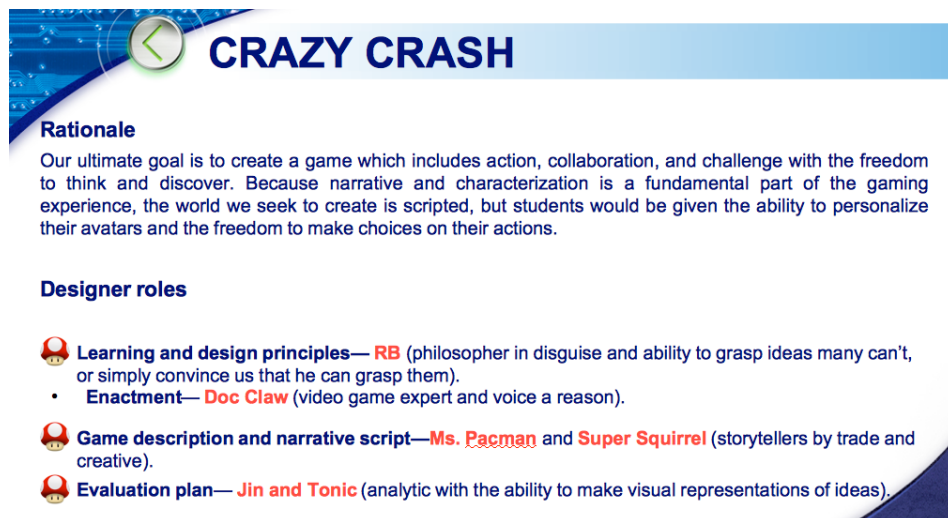 CRAZY CRASH
Rationale
Our ultimate goal is to create a game which includes action, collaboration, and challenge with the freedom
to think and discover. Because narrative and characterization is a fundamental part of the gaming
experience, the world we seek to create is scripted, but students would be given the ability to personalize
their avatars and the freedom to make choices on their actions.
Designer roles
Learning and design principles— RB (philosopher in disguise and ability to grasp ideas many can’t,
or simply convince us that he can grasp them).
• Enactment— Doc Claw (video game expert and voice a reason).
Game description and narrative script—Ms. Pacman and Super Squirrel (storytellers by trade and
creative).
Evaluation plan— Jin and Tonic (analytic with the ability to make visual representations of ideas).